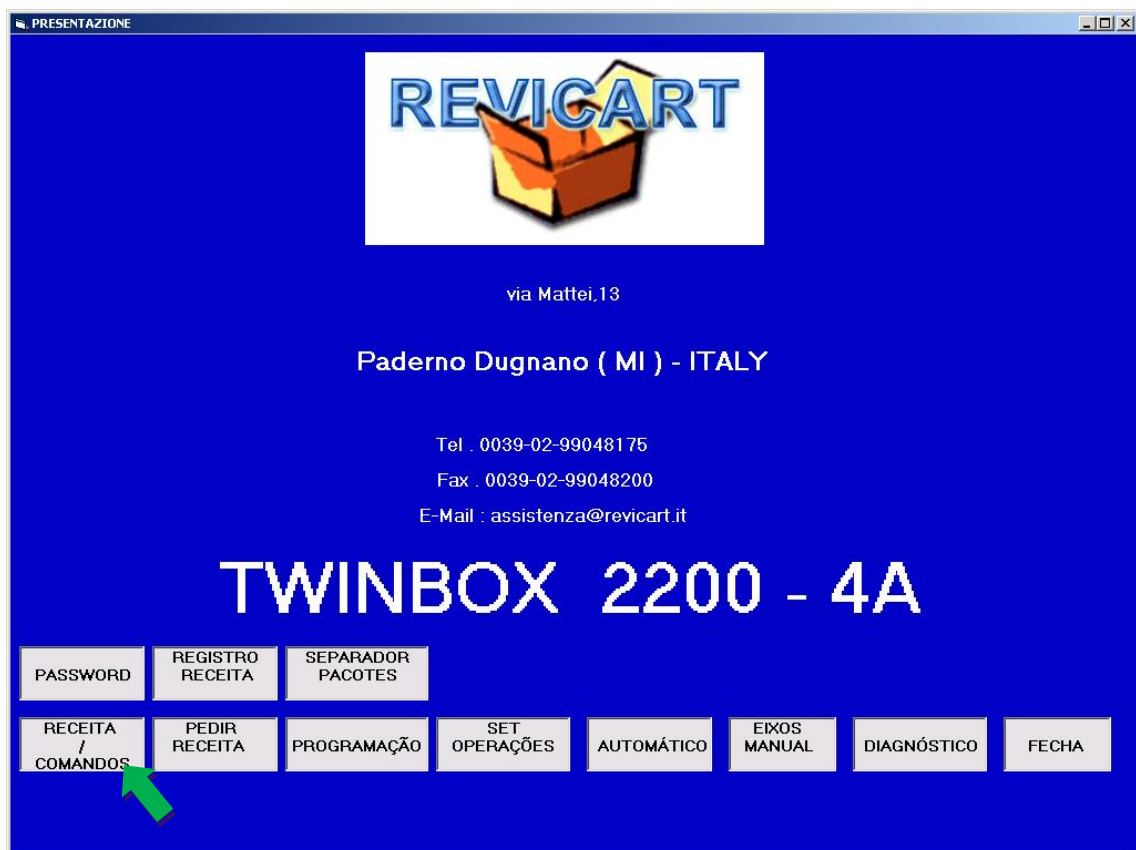 PRESENTAZIONE
REVICART
via Mattei,13
Paderno Dugnano ( MI ) - ITALY
Tel . 0039-02-99048175
Fax . 0039-02-99048200
E-Mail : assistenza@revicart.it
TWINBOX 2200 - 4A
PASSWORD
REGISTRO
RECEITA
SEPARADOR
PACOTES
RECEITA
/
COMANDOS
PEDIR
RECEITA
PROGRAMAÇÃO
SET
OPERAÇÕES
AUTOMÁTICO
EIXOS
MANUAL
DIAGNÓSTICO
FECHA